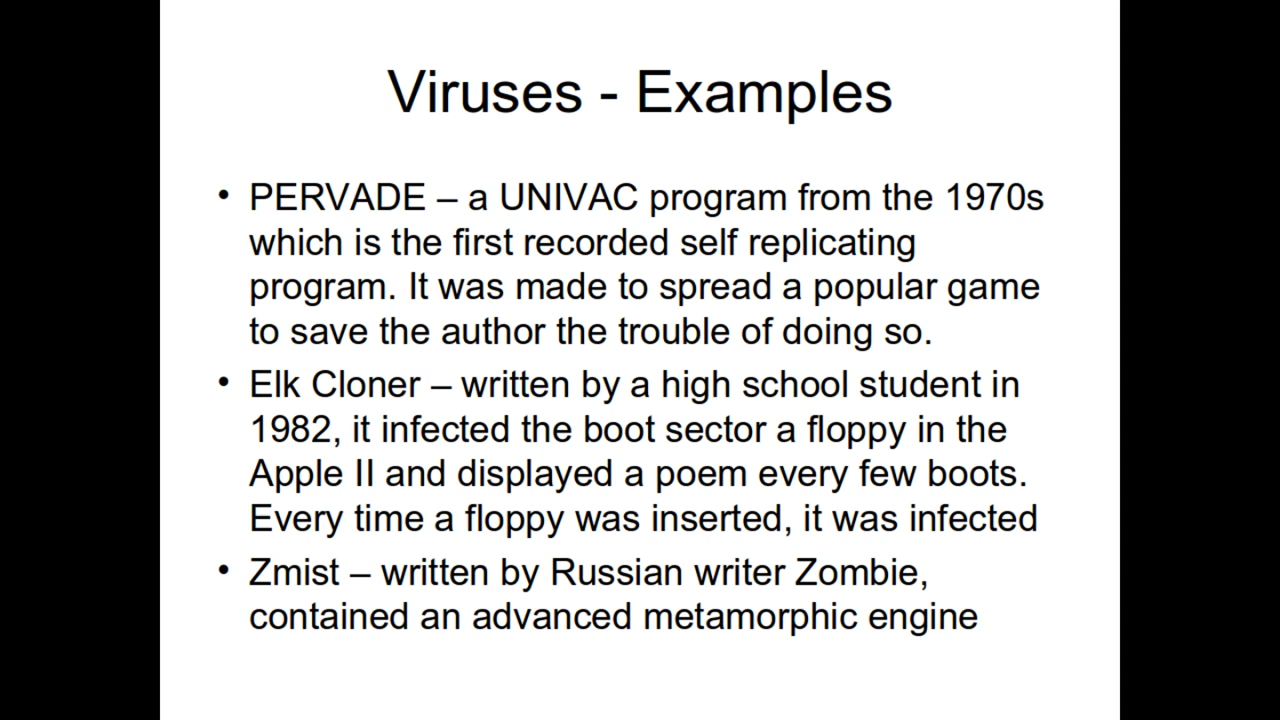 Viruses - Examples
• PERVADE – a UNIVAC program from the 1970s
which is the first recorded self replicating
program. It was made to spread a popular game
to save the author the trouble of doing so.
• Elk Cloner – written by a high school student in
1982, it infected the boot sector a floppy in the
Apple II and displayed a poem every few boots.
Every time a floppy was inserted, it was infected
• Zmist – written by Russian writer Zombie,
contained an advanced metamorphic engine